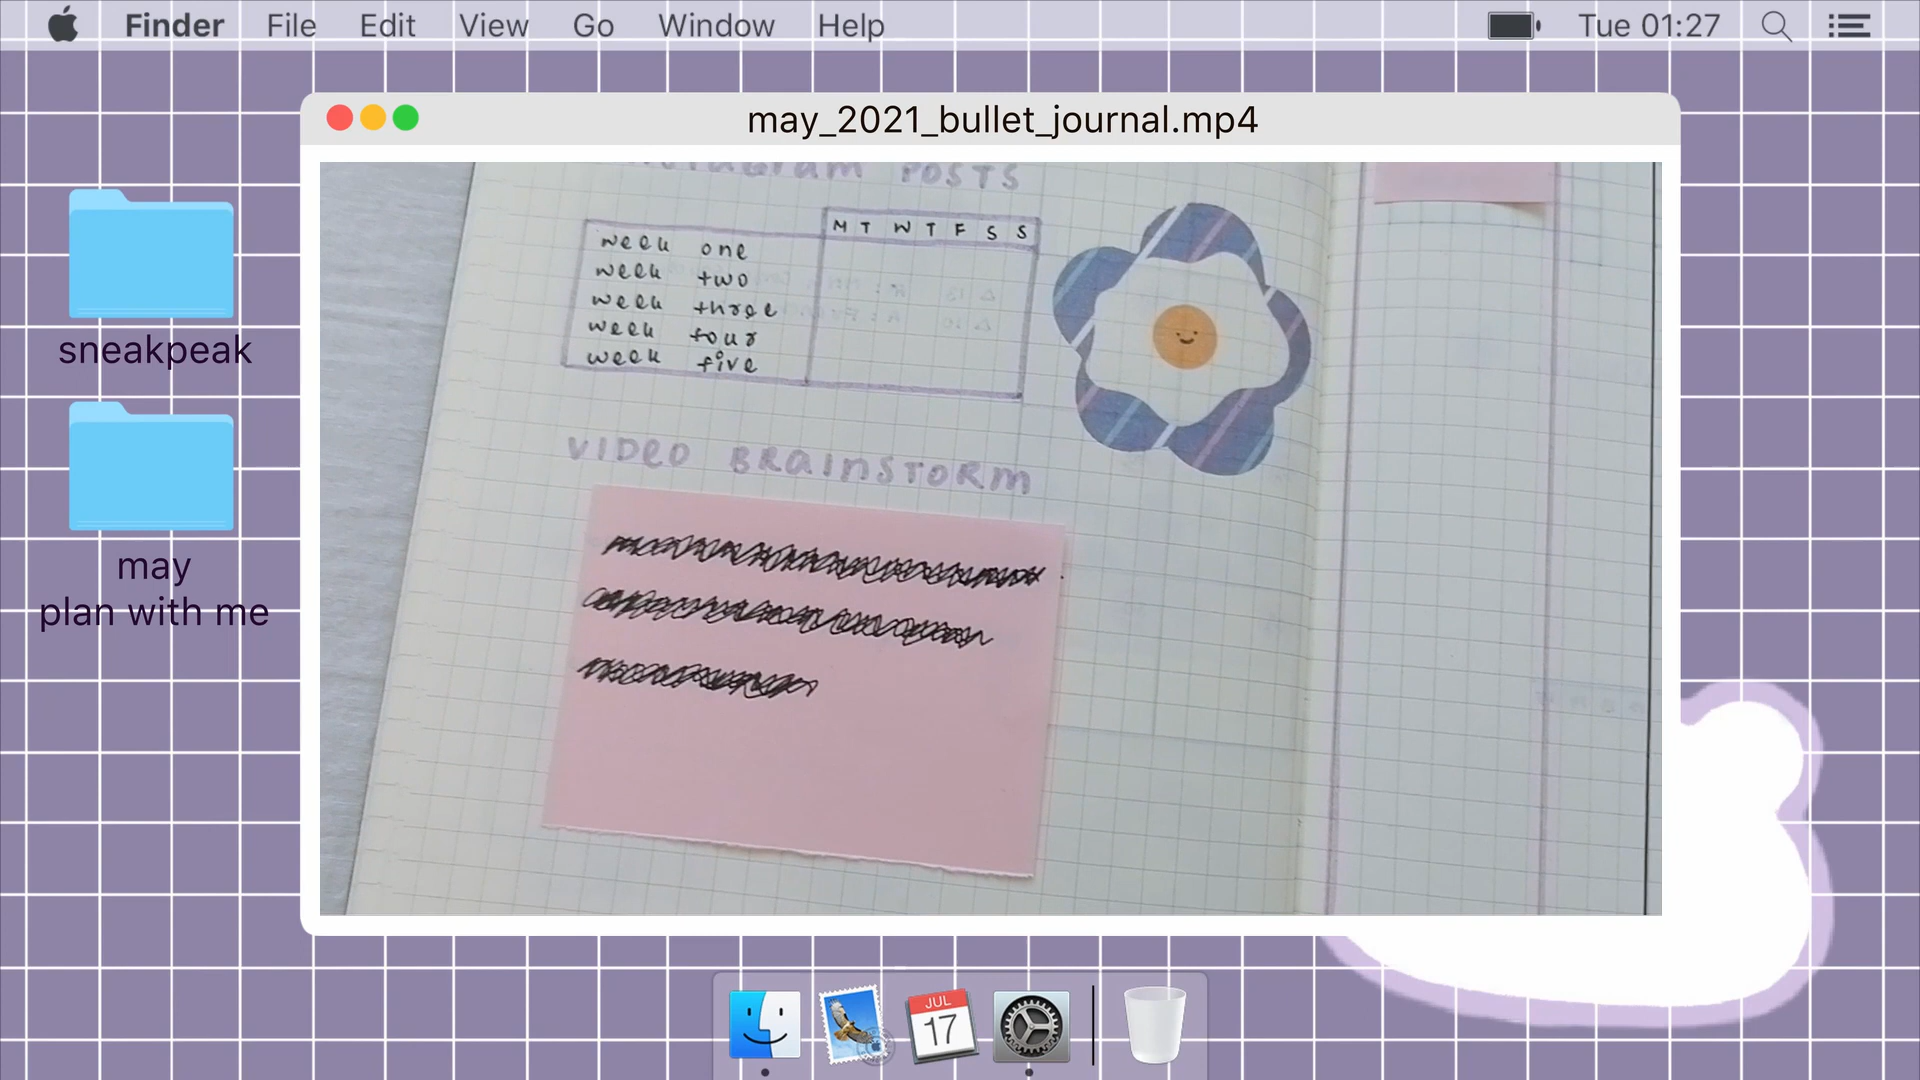 Finder File Edit View Go Window Help Tue 01:27
may_2021_bullet_journal.mp4
sneakpeak
may
plan with me
POSTS
M T W T F S S
week one
week two
week three
week four
week five
VIDEO BRAINSTORM
JUL
17